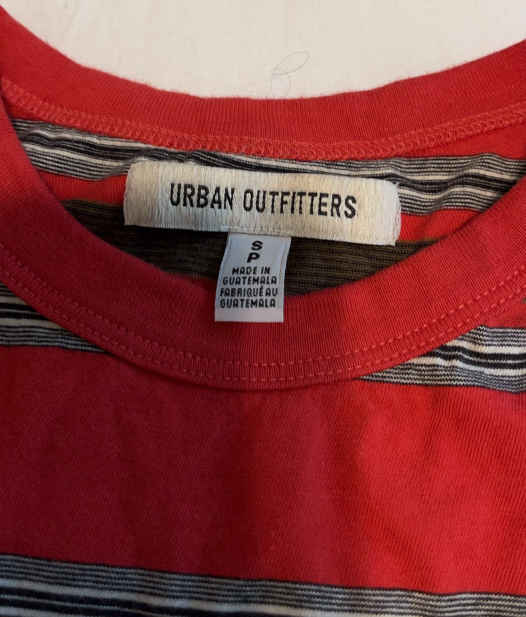 URBAN OUTFITTERS
S
P
MADE IN
GUATEMALA
FABRIQUÉ AU
GUATEMALA